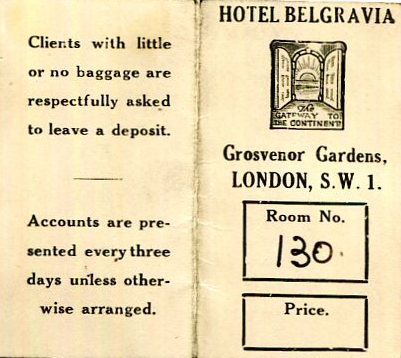 Clients with little
or no baggage are
respectfully asked
to leave a deposit.
Accounts are pre-
sented every three
days unless other-
wise arranged.
HOTEL BELGRAVIA
The
GATEWAY TO
THE CONTINENT
Grosvenor Gardens,
LONDON, S.W. 1.
Room No.
130.
Price.